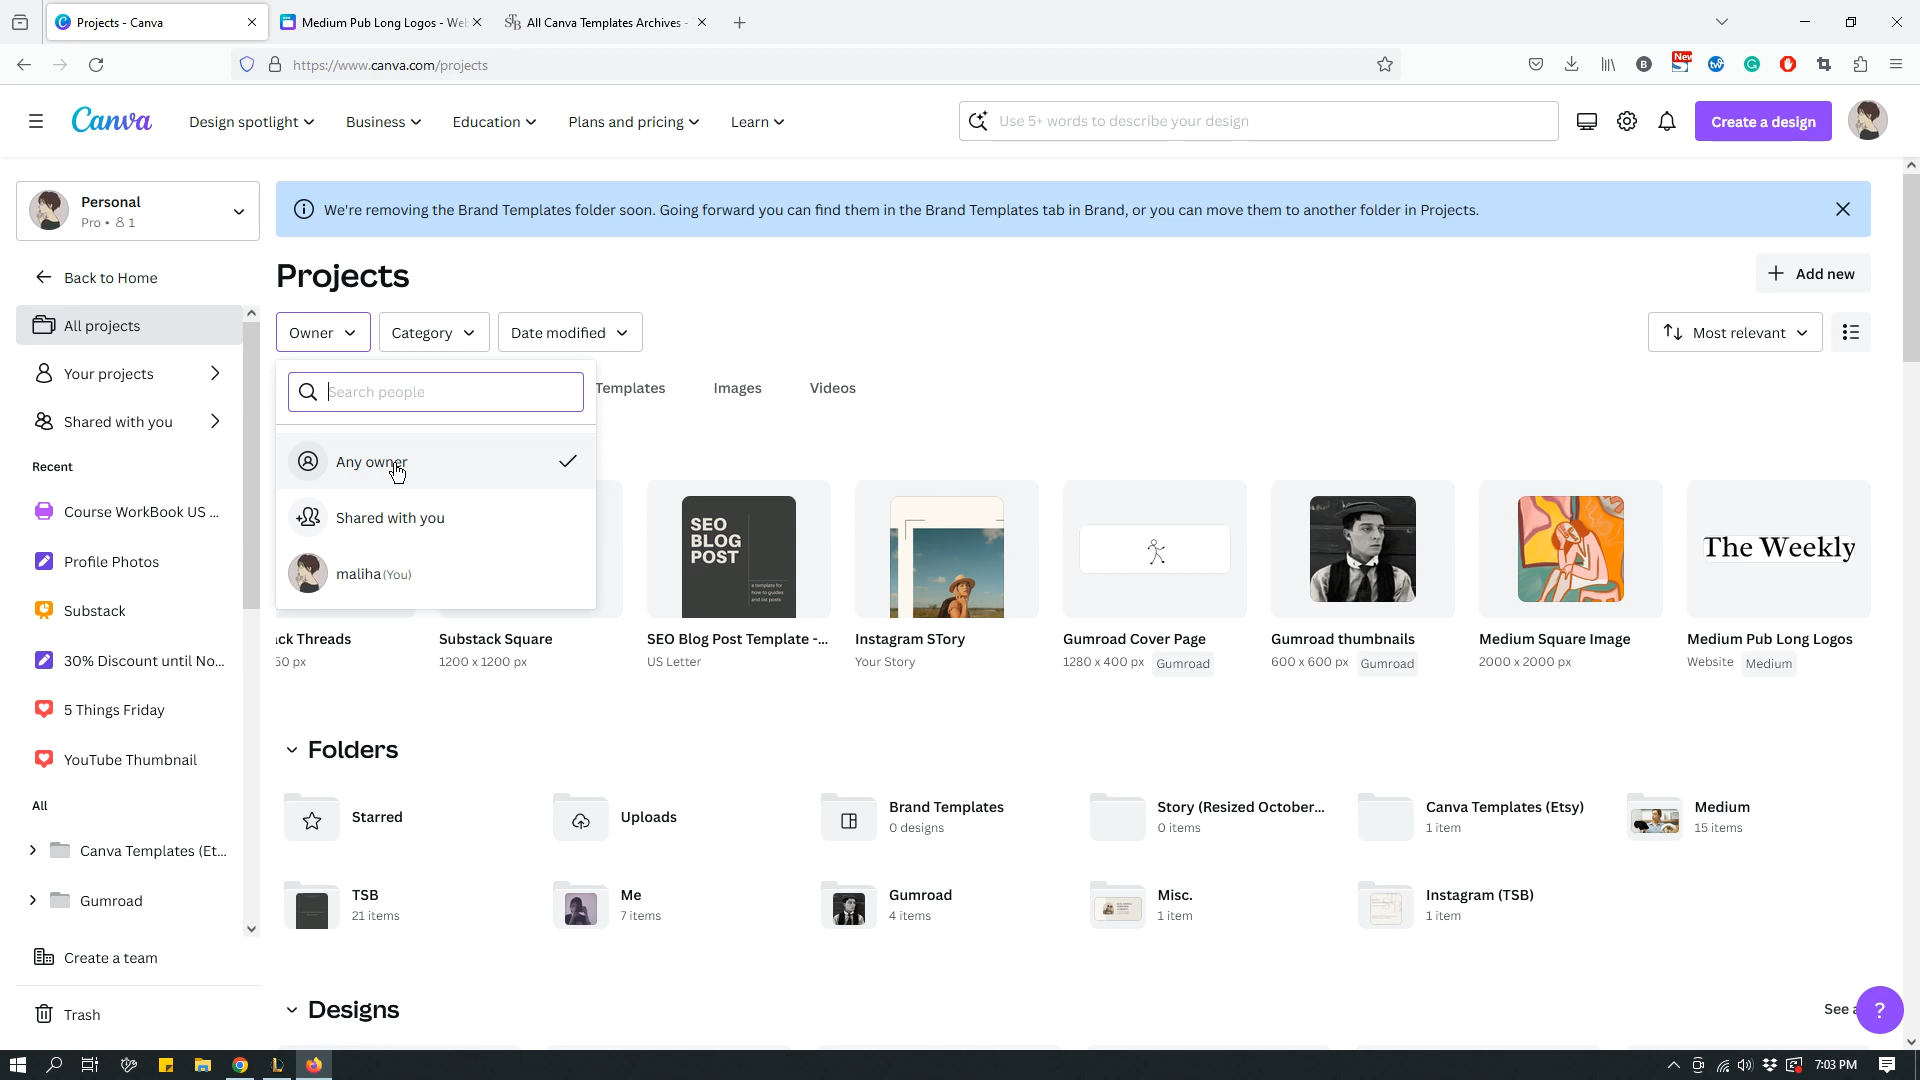 Projects - Canva
Medium Pub Long Logos - We
All Canva Templates Archives -
https://www.canva.com/projects
New
Canva
Design spotlight
Business
Education
Plans and pricing
Learn
Use 5+ words to describe your design
Create a design
Personal
Pro • 1
We're removing the Brand Templates folder soon. Going forward you can find them in the Brand Templates tab in Brand, or you can move them to another folder in Projects.
Back to Home
Projects
Add new
All projects
Owner
Category
Date modified
Most relevant
Your projects
Search people
Templates
Images
Videos
Shared with you
Any owner
Recent
Shared with you
Course WorkBook US ...
maliha (You)
Profile Photos
SEO
BLOG
POST
a template for
how to guides
and list posts
The Weekly
Substack
ck Threads
Substack Square
SEO Blog Post Template -...
Instagram STory
Gumroad Cover Page
Gumroad thumbnails
Medium Square Image
Medium Pub Long Logos
50 px
1200 x 1200 px
US Letter
Your Story
1280 x 400 px Gumroad
600 x 600 px Gumroad
2000 x 2000 px
Website Medium
30% Discount until No...
5 Things Friday
YouTube Thumbnail
Folders
All
Starred
Uploads
Brand Templates
0 designs
Story (Resized October...
0 items
Canva Templates (Etsy)
1 item
Medium
15 items
Canva Templates (Et...
Gumroad
TSB
21 items
Me
7 items
Gumroad
4 items
Misc.
1 item
Instagram (TSB)
1 item
Create a team
Trash
Designs
See
?
7:03 PM